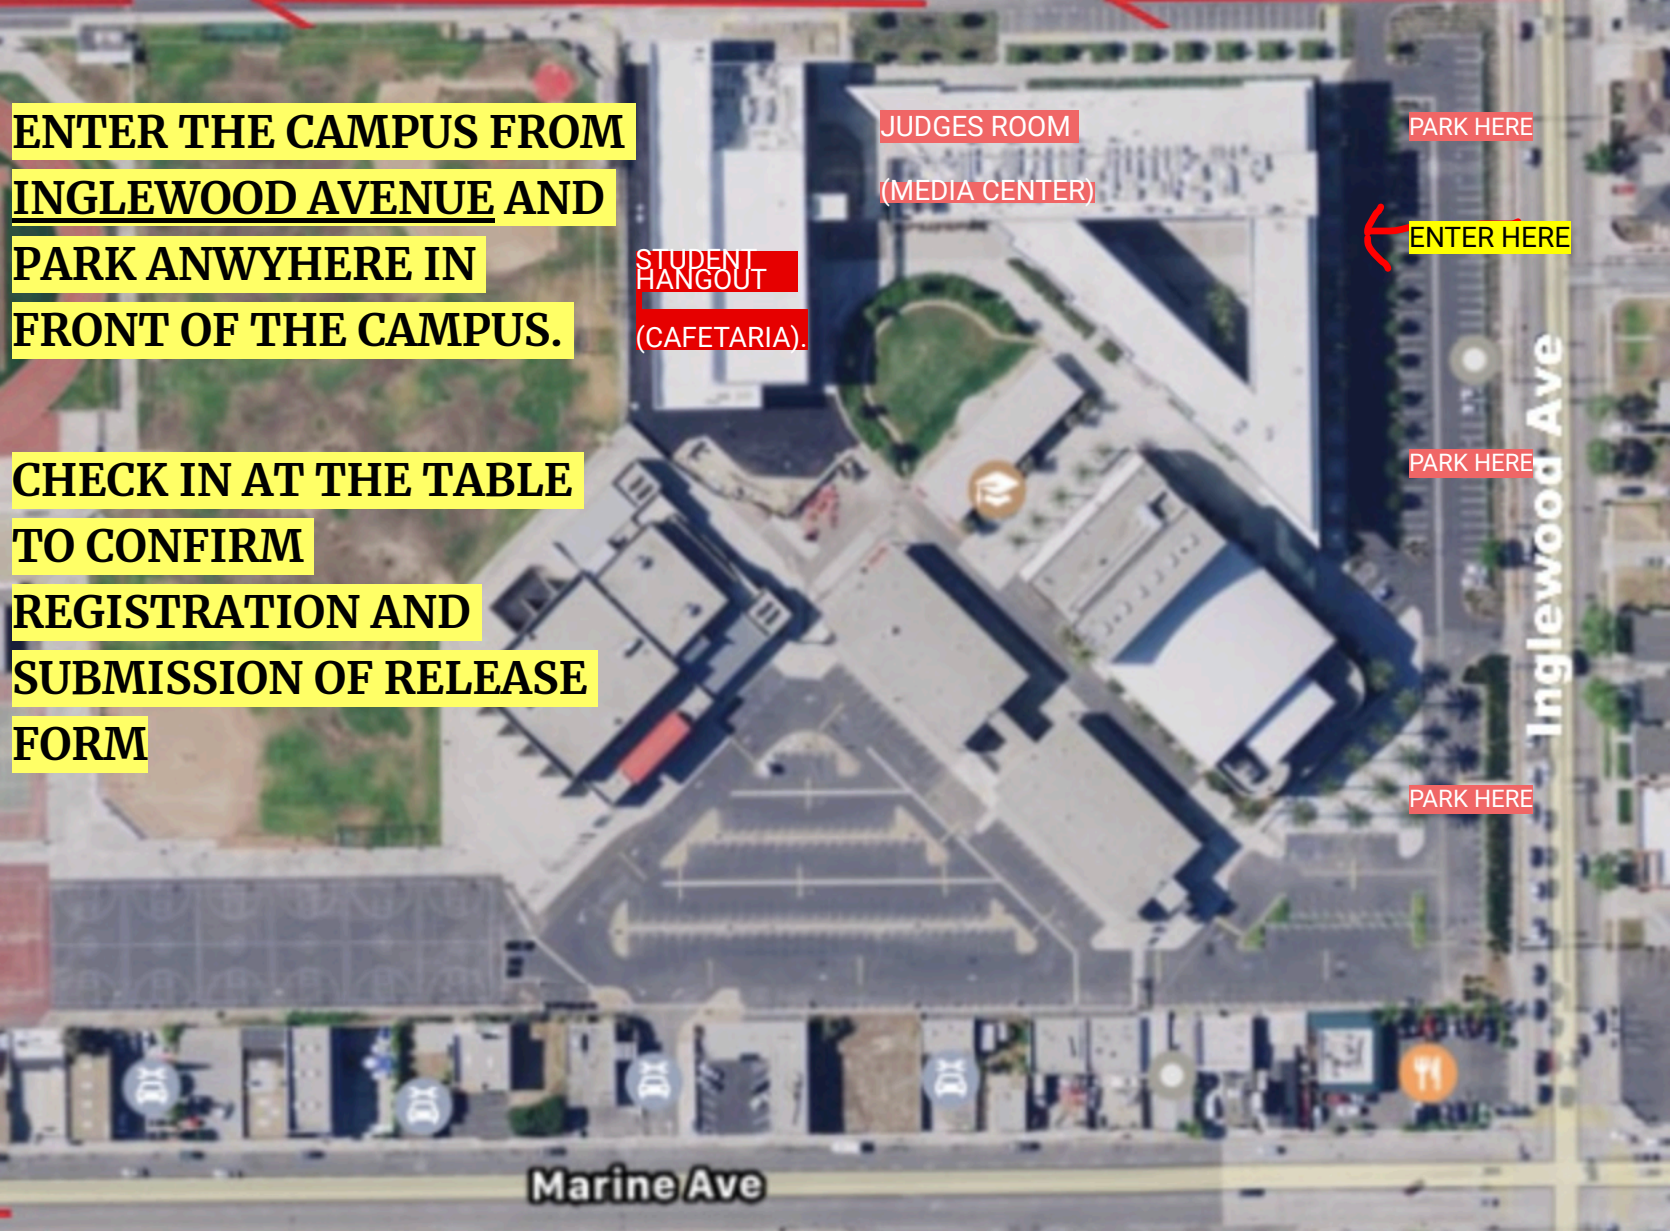 ENTER THE CAMPUS FROM
INGLEWOOD AVENUE AND
PARK ANWYHERE IN
FRONT OF THE CAMPUS.
CHECK IN AT THE TABLE
TO CONFIRM
REGISTRATION AND
SUBMISSION OF RELEASE
FORM
STUDENT
HANGOUT
(CAFETARIA).
JUDGES ROOM
(MEDIA CENTER)
PARK HERE
ENTER HERE
PARK HERE
PARK HERE
Inglewood Ave
Marine Ave